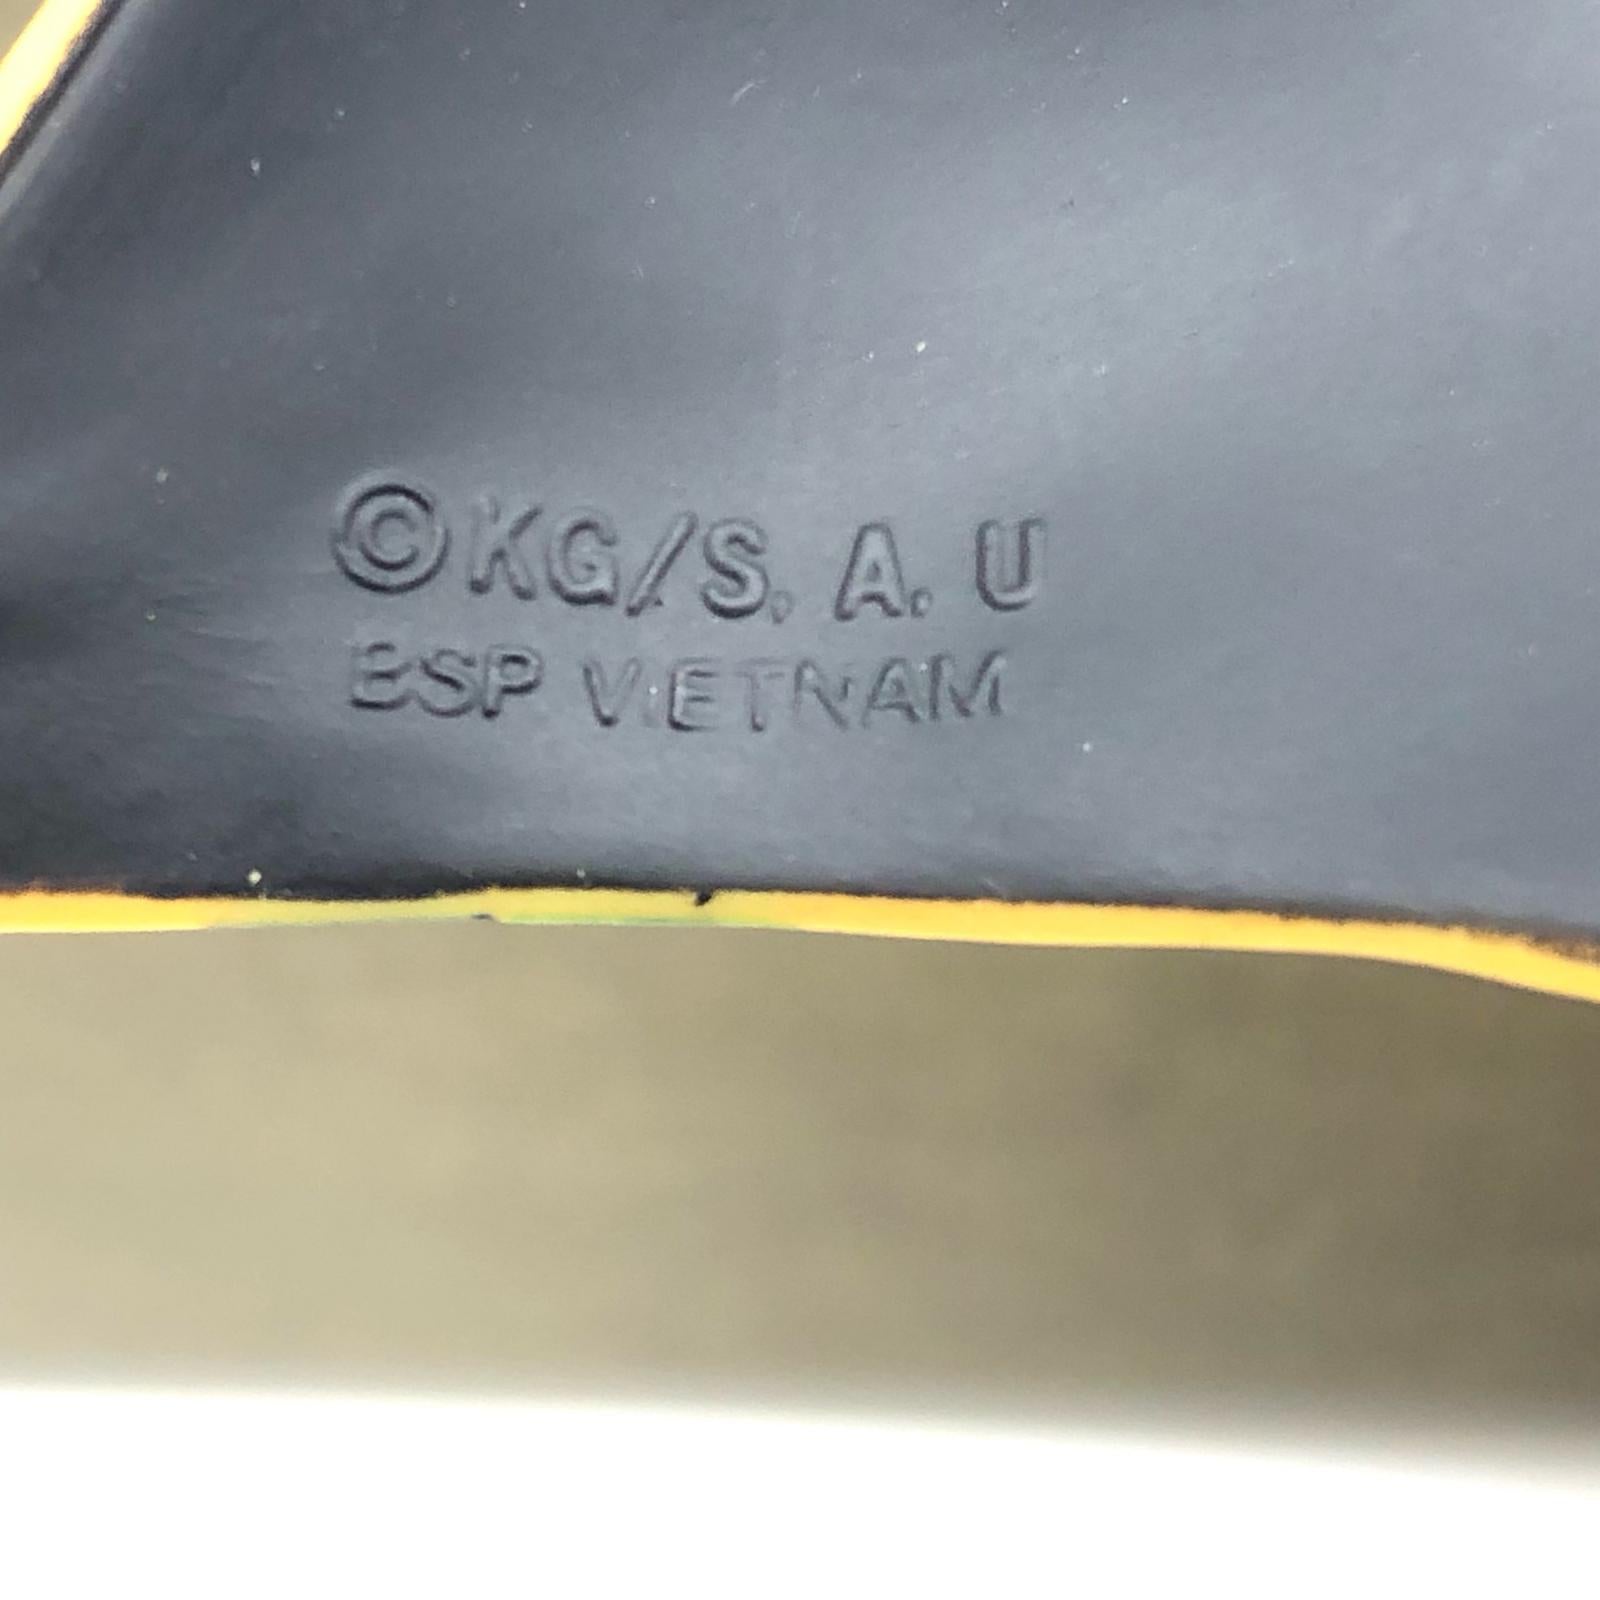 ©KG/S. A. U
BSP VIETNAM